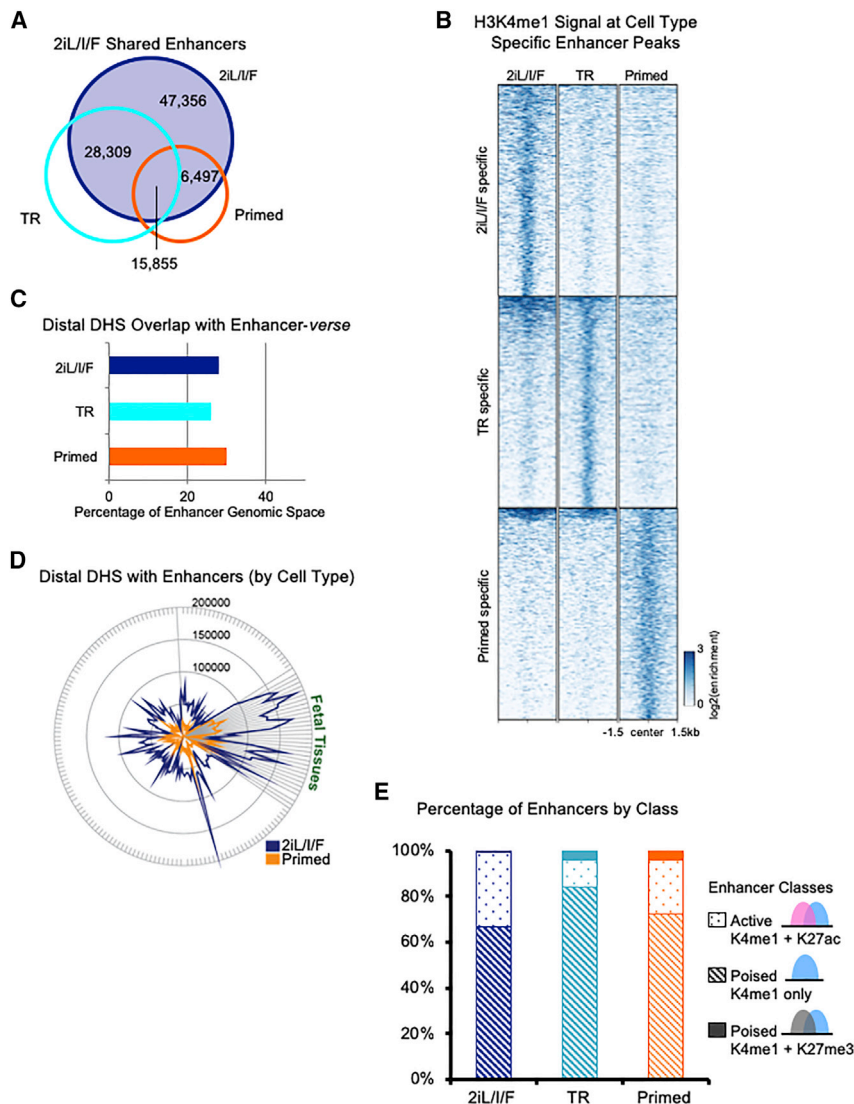 A
2iL/I/F Shared Enhancers
2iL/I/F
47,356
28,309
6,497
TR
Primed
15,855
B
H3K4me1 Signal at Cell Type
Specific Enhancer Peaks
2iL/I/F TR Primed
2iL/I/F specific
TR specific
Primed specific
3
0
log2(enrichment)
-1.5 center 1.5kb
C
Distal DHS Overlap with Enhancer-verse
2iL/I/F
TR
Primed
0 20 40
Percentage of Enhancer Genomic Space
D
Distal DHS with Enhancers (by Cell Type)
200000
150000
100000
Fetal Tissues
2iL/I/F
Primed
E
Percentage of Enhancers by Class
100%
80%
60%
40%
20%
0%
2iL/I/F TR Primed
Enhancer Classes
Active
K4me1 + K27ac
Poised
K4me1 only
Poised
K4me1 + K27me3